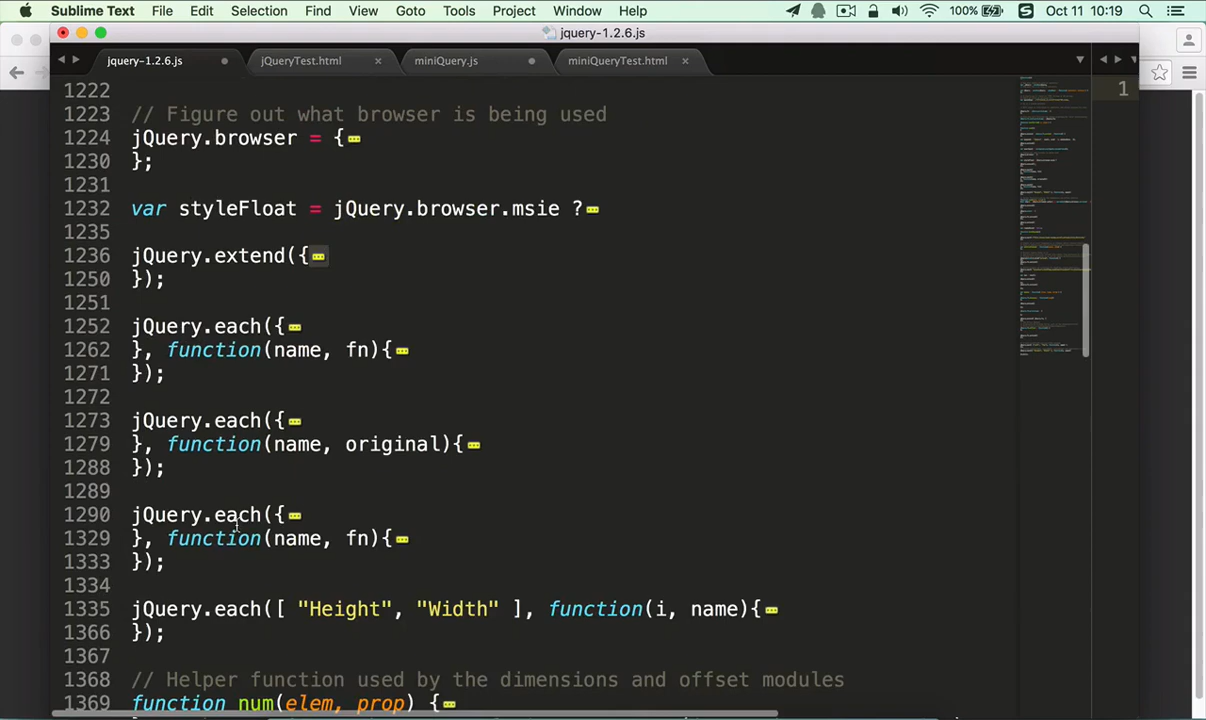 Sublime Text File Edit Selection Find View Goto Tools Project Window Help 100% Oct 11 10:19
jquery-1.2.6.js
jquery-1.2.6.js jQueryTest.html miniQuery.js miniQueryTest.html
1222
1223 // Figure out what browser is being used
1224 jQuery.browser = {
1230 };
1231
1232 var styleFloat = jQuery.browser.msie ?
1235
1236 jQuery.extend({
1250 });
1251
1252 jQuery.each({
1262 }, function(name, fn){
1271 });
1272
1273 jQuery.each({
1279 }, function(name, original){
1288 });
1289
1290 jQuery.each({
1329 }, function(name, fn){
1333 });
1334
1335 jQuery.each([ "Height", "Width" ], function(i, name){
1366 });
1367
1368 // Helper function used by the dimensions and offset modules
1369 function num(elem, prop) {
1